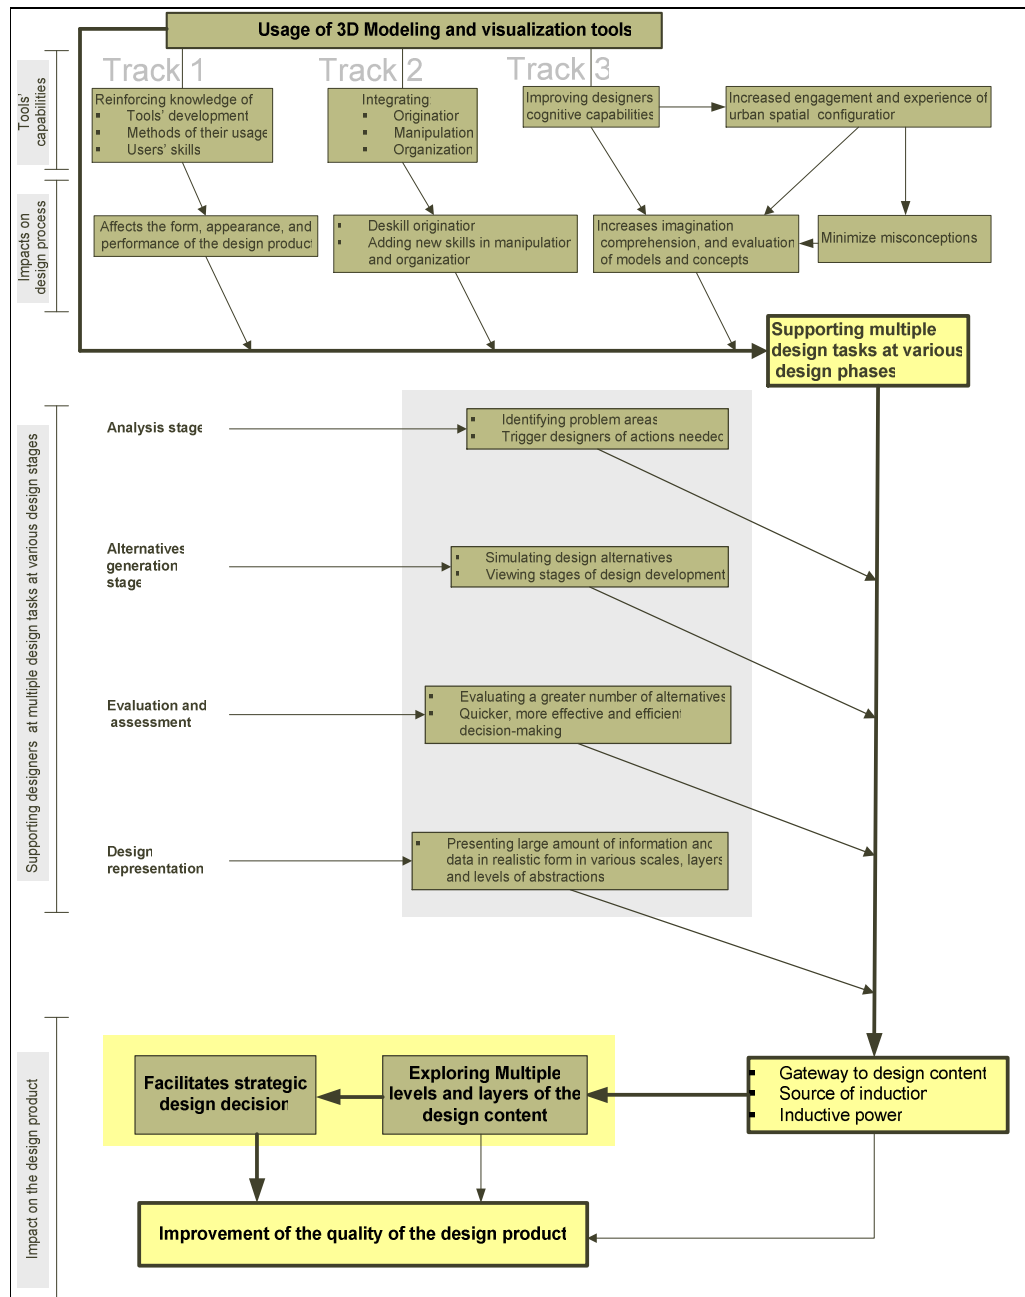 Usage of 3D Modeling and visualization tools
Track 1
Track 2
Track 3
Tools'
capabilities
Reinforcing knowledge of
▪ Tools' development
▪ Methods of their usage
▪ Users' skills
Integrating
▪ Origination
▪ Manipulation
▪ Organization
Improving designers
cognitive capabilities
Increased engagement and experience of
urban spatial configuration
Impacts on
design process
Affects the form, appearance, and
performance of the design product
▪ Deskill origination
▪ Adding new skills in manipulation
and organization
Increases imagination
comprehension, and evaluation
of models and concepts
Minimize misconceptions
Supporting multiple
design tasks at various
design phases
Supporting designers at multiple design tasks at various design stages
Analysis stage
▪ Identifying problem areas
▪ Trigger designers of actions needed
Alternatives
generation
stage
▪ Simulating design alternatives
▪ Viewing stages of design development
Evaluation and
assessment
▪ Evaluating a greater number of alternatives
▪ Quicker, more effective and efficient
decision-making
Design
representation
▪ Presenting large amount of information and
data in realistic form in various scales, layers
and levels of abstractions
Impact on the design product
Facilitates strategic
design decision
Exploring Multiple
levels and layers of the
design content
▪ Gateway to design content
▪ Source of induction
▪ Inductive power
Improvement of the quality of the design product